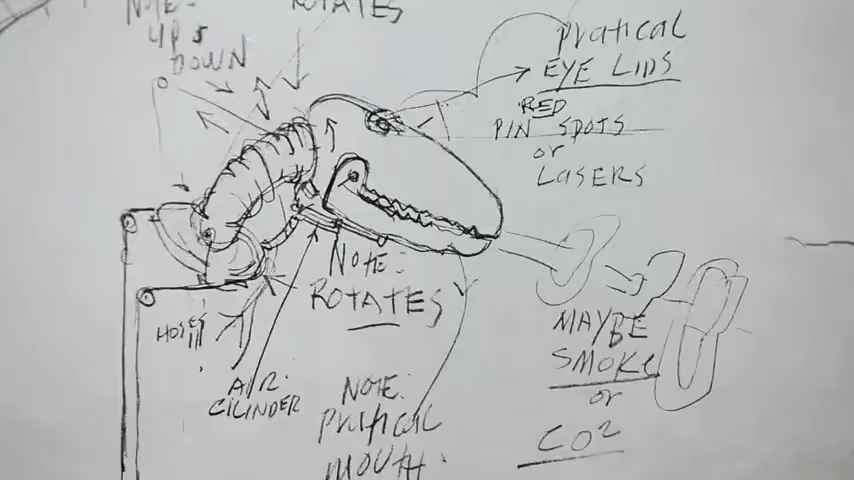 NOTE:
UP &
DOWN
ROTATES
PRATICAL
EYE LIDS
RED
PIN SPOTS
or
LASERS
NOTE:
ROTATES
HOSES
AIR
CILINDER
NOTE:
PRATICAL
MOUTH
MAYBE
SMOKE
or
CO2